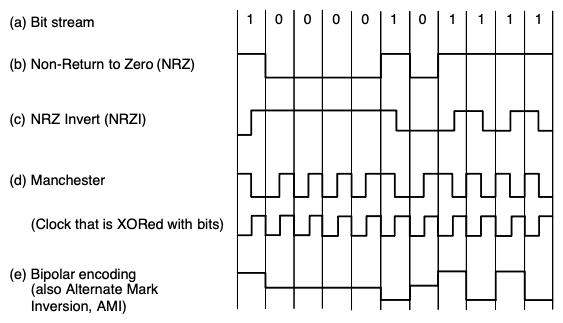 (a) Bit stream 1 0 0 0 0 1 0 1 1 1 1
(b) Non-Return to Zero (NRZ)
(c) NRZ Invert (NRZI)
(d) Manchester
(Clock that is XORed with bits)
(e) Bipolar encoding
(also Alternate Mark
Inversion, AMI)